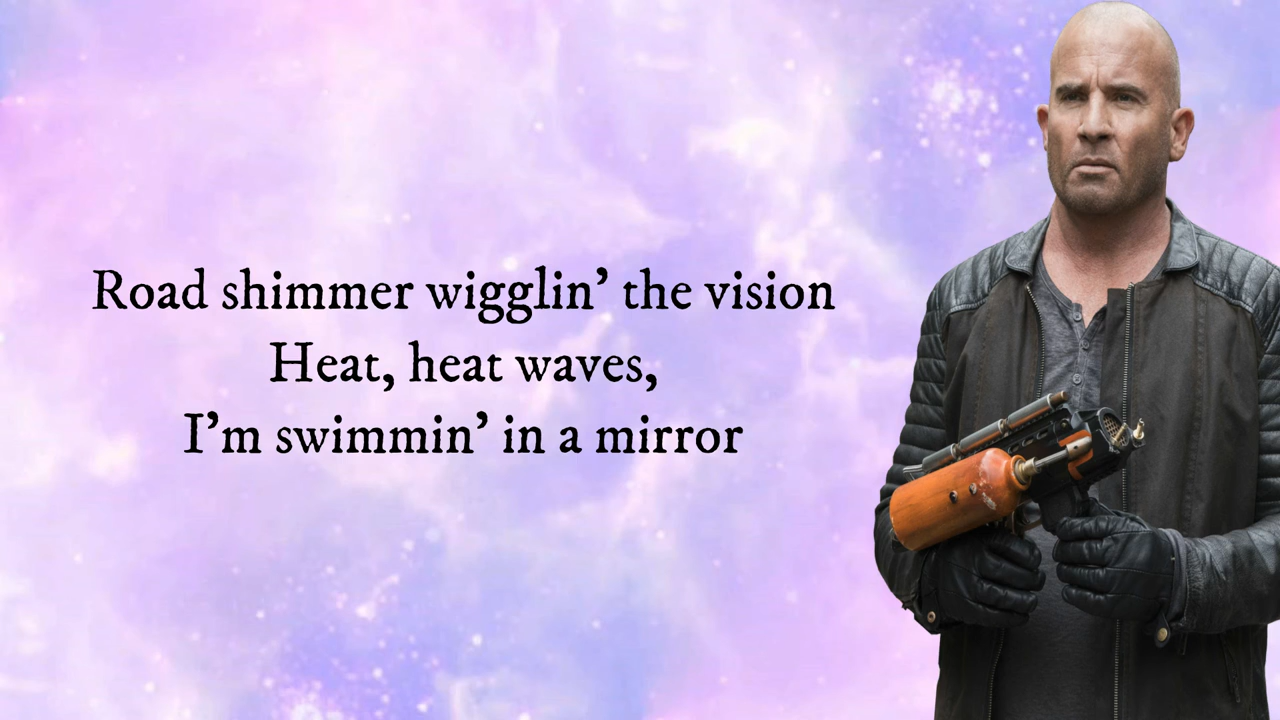 Road shimmer wigglin’ the vision
Heat, heat waves,
I’m swimmin’ in a mirror